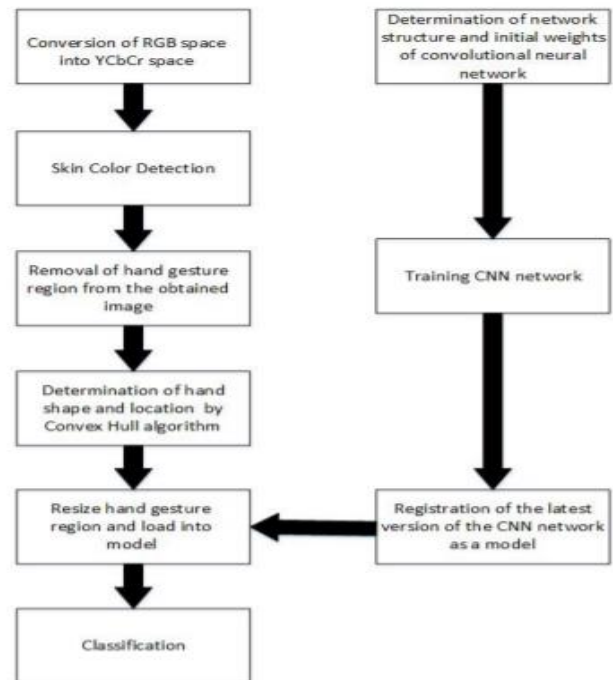 Conversion of RGB space
into YCbCr space
Skin Color Detection
Removal of hand gesture
region from the obtained
image
Determination of hand
shape and location by
Convex Hull algorithm
Resize hand gesture
region and load into
model
Classification
Determination of network
structure and initial weights
of convolutional neural
network
Training CNN network
Registration of the latest
version of the CNN network
as a model